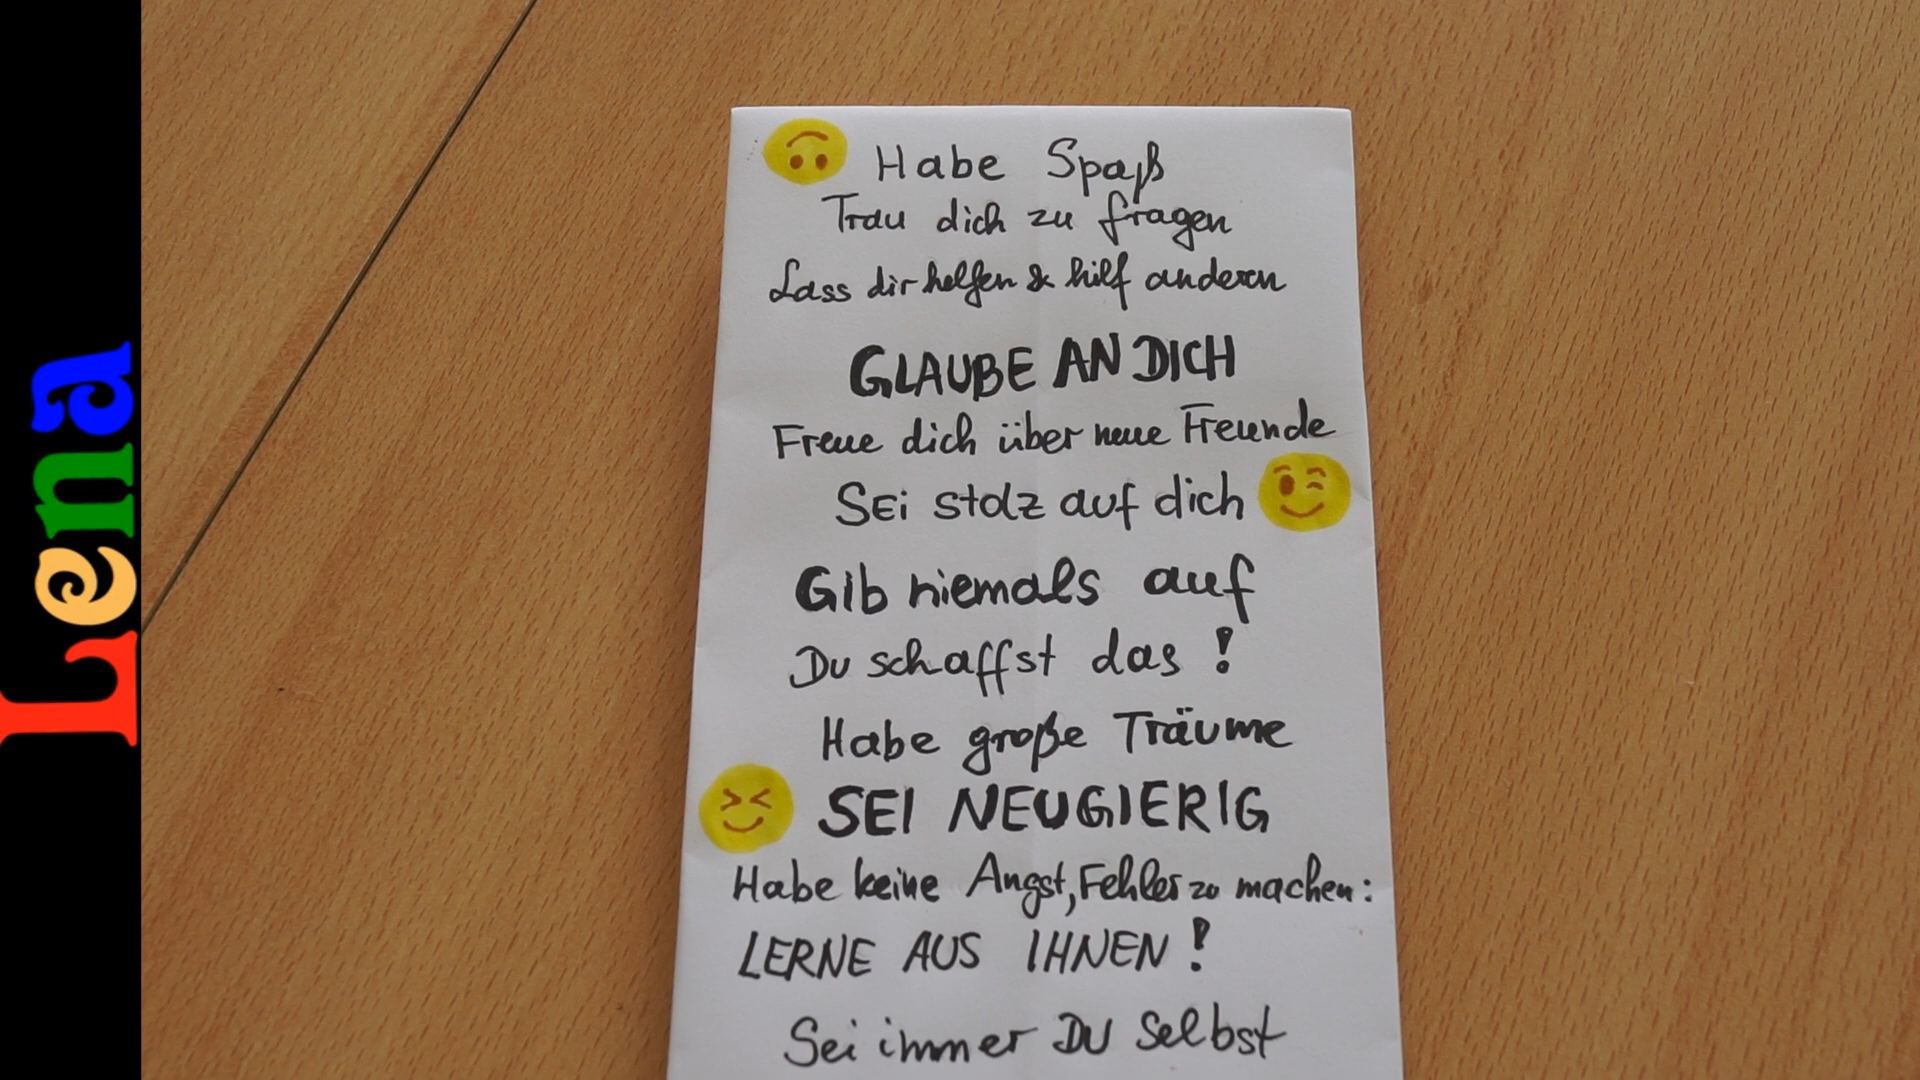 Lena
Habe Spaß
Trau dich zu fragen
Lass dir helfen & hilf anderen
GLAUBE AN DICH
Freue dich über neue Freunde
SEi stolz auf dich
Gib niemals auf
Du schaffst das!
Habe große Träume
SEI NEUGIERIG
Habe keine Angst, Fehler zu machen:
LERNE AUS IHNEN!
Sei immer DU Selbst